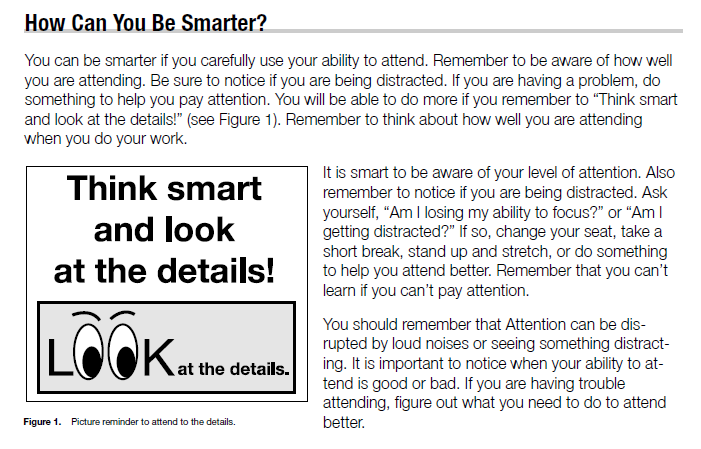 How Can You Be Smarter?
You can be smarter if you carefully use your ability to attend. Remember to be aware of how well
you are attending. Be sure to notice if you are being distracted. If you are having a problem, do
something to help you pay attention. You will be able to do more if you remember to “Think smart
and look at the details!” (see Figure 1). Remember to think about how well you are attending
when you do your work.
Think smart
and look
at the details!
LOOK at the details.
Figure 1. Picture reminder to attend to the details.
It is smart to be aware of your level of attention. Also
remember to notice if you are being distracted. Ask
yourself, “Am I losing my ability to focus?” or “Am I
getting distracted?” If so, change your seat, take a
short break, stand up and stretch, or do something
to help you attend better. Remember that you can’t
learn if you can’t pay attention.
You should remember that Attention can be dis-
rupted by loud noises or seeing something distract-
ing. It is important to notice when your ability to at-
tend is good or bad. If you are having trouble
attending, figure out what you need to do to attend
better.